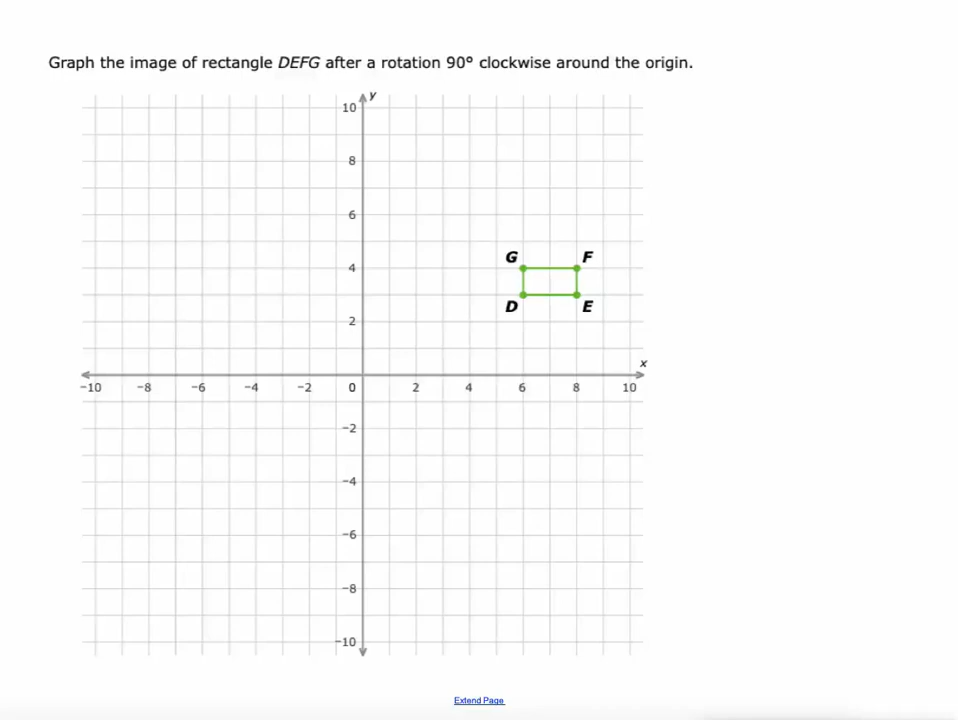 Graph the image of rectangle DEFG after a rotation 90° clockwise around the origin.
y
10
8
6
G F
4
D E
2
x
−10 −8 −6 −4 −2 0 2 4 6 8 10
−2
−4
−6
−8
−10
Extend Page